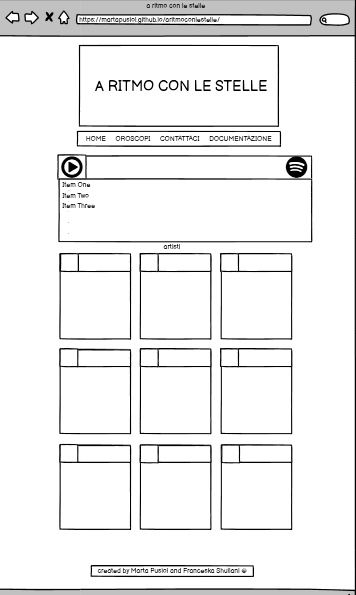 a ritmo con le stelle
https://martapusini.github.io/aritmoconlestelle/
A RITMO CON LE STELLE
HOME OROSCOPI CONTATTACI DOCUMENTAZIONE
Item One
Item Two
Item Three
artisti
created by Marta Pusini and Franceska Shullani ©